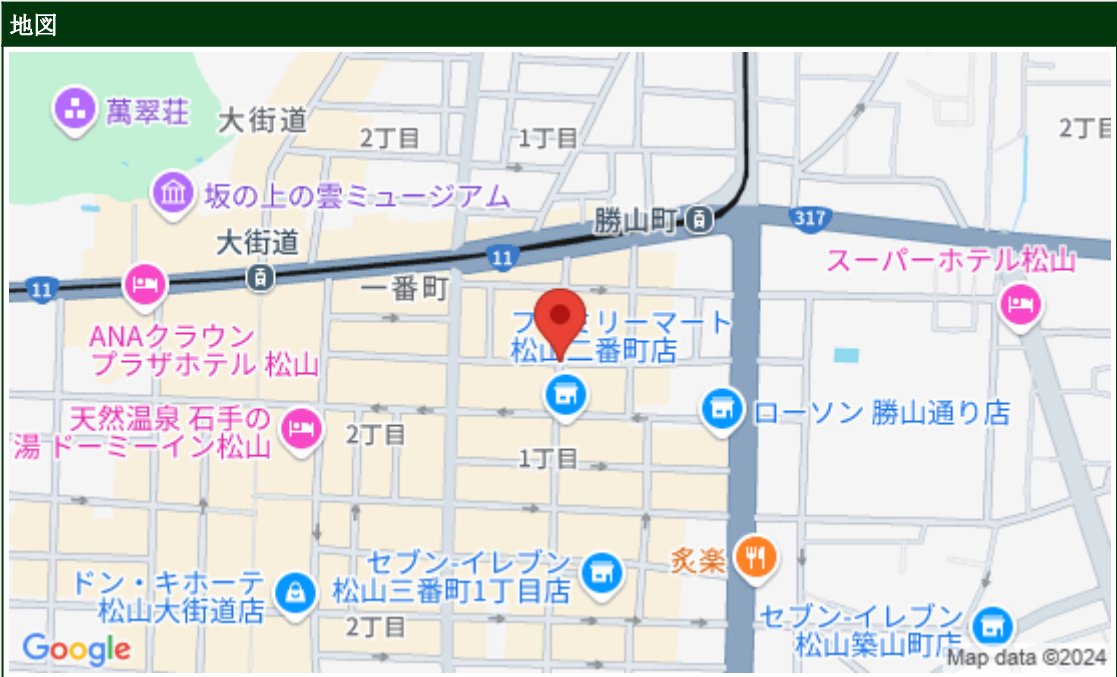 地図
萬翠荘
大街道
2丁目
1丁目
坂の上の雲ミュージアム
勝山町
317
大街道
11
スーパーホテル松山
11
一番町
ANAクラウン
プラザホテル 松山
松山二番町店
天然温泉 石手の
湯 ドーミーイン松山
2丁目
ローソン 勝山通り店
1丁目
セブン-イレブン
松山三番町1丁目店
炙楽
ドン・キホーテ
松山大街道店
2丁目
セブン-イレブン
松山築山町店
Google
Map data ©2024